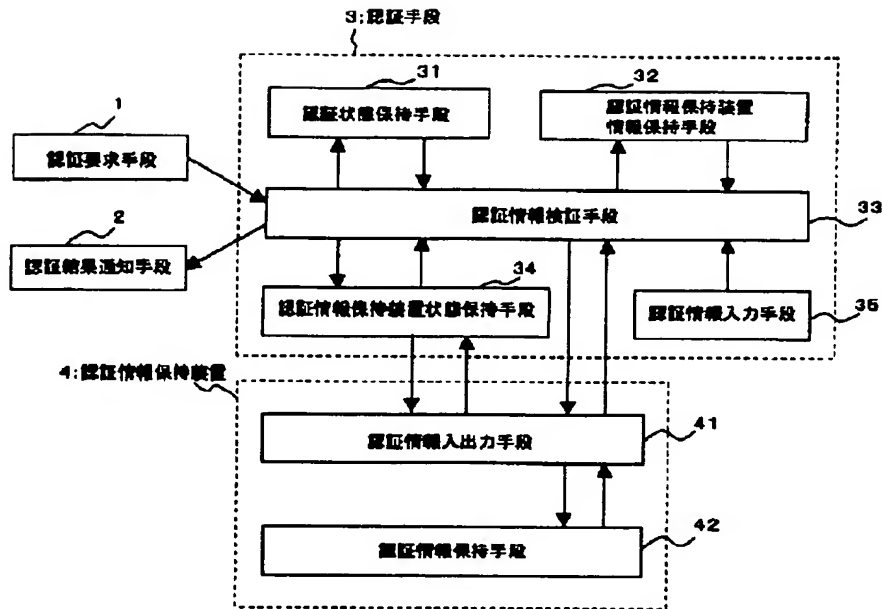 3:認証手段
31
認証状態保持手段
32
認証情報保持装置
情報保持手段
1
認証要求手段
認証情報検証手段
33
2
認証結果通知手段
34
認証情報保持装置状態保持手段
認証情報入力手段
35
4:認証情報保持装置
認証情報入出力手段
41
認証情報保持手段
42